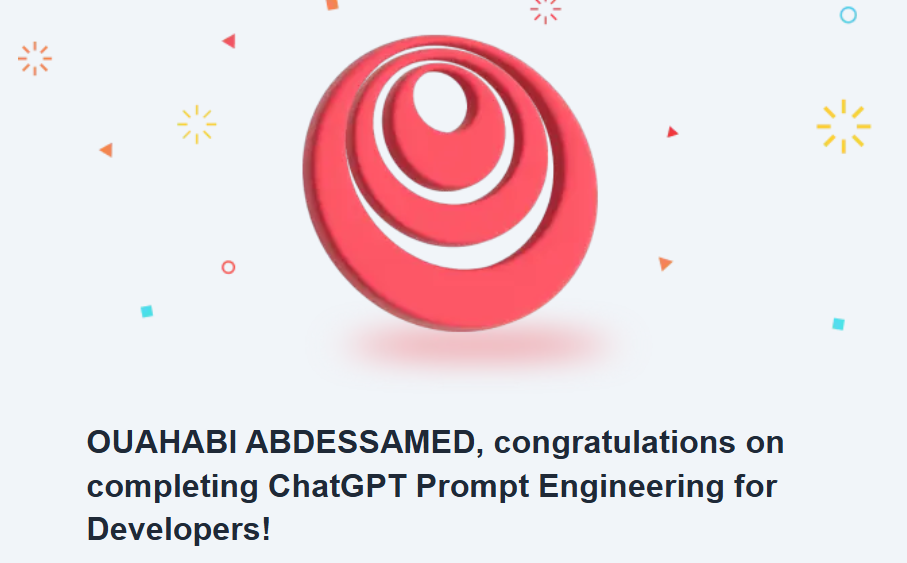 OUAHABI ABDESSAMED, congratulations on
completing ChatGPT Prompt Engineering for
Developers!